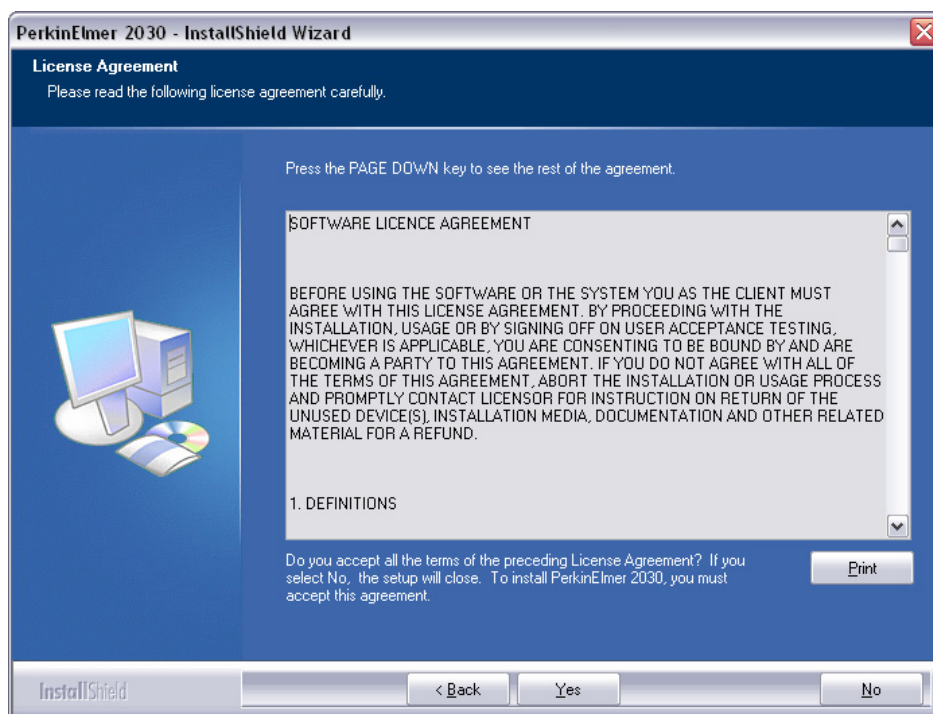 PerkinElmer 2030 - InstallShield Wizard
License Agreement
Please read the following license agreement carefully.
Press the PAGE DOWN key to see the rest of the agreement.
SOFTWARE LICENCE AGREEMENT
BEFORE USING THE SOFTWARE OR THE SYSTEM YOU AS THE CLIENT MUST
AGREE WITH THIS LICENSE AGREEMENT. BY PROCEEDING WITH THE
INSTALLATION, USAGE OR BY SIGNING OFF ON USER ACCEPTANCE TESTING,
WHICHEVER IS APPLICABLE, YOU ARE CONSENTING TO BE BOUND BY AND ARE
BECOMING A PARTY TO THIS AGREEMENT. IF YOU DO NOT AGREE WITH ALL OF
THE TERMS OF THIS AGREEMENT, ABORT THE INSTALLATION OR USAGE PROCESS
AND PROMPTLY CONTACT LICENSOR FOR INSTRUCTION ON RETURN OF THE
UNUSED DEVICE(S), INSTALLATION MEDIA, DOCUMENTATION AND OTHER RELATED
MATERIAL FOR A REFUND.
1. DEFINITIONS
Do you accept all the terms of the preceding License Agreement? If you
select No, the setup will close. To install PerkinElmer 2030, you must
accept this agreement.
Print
InstallShield
< Back
Yes
No